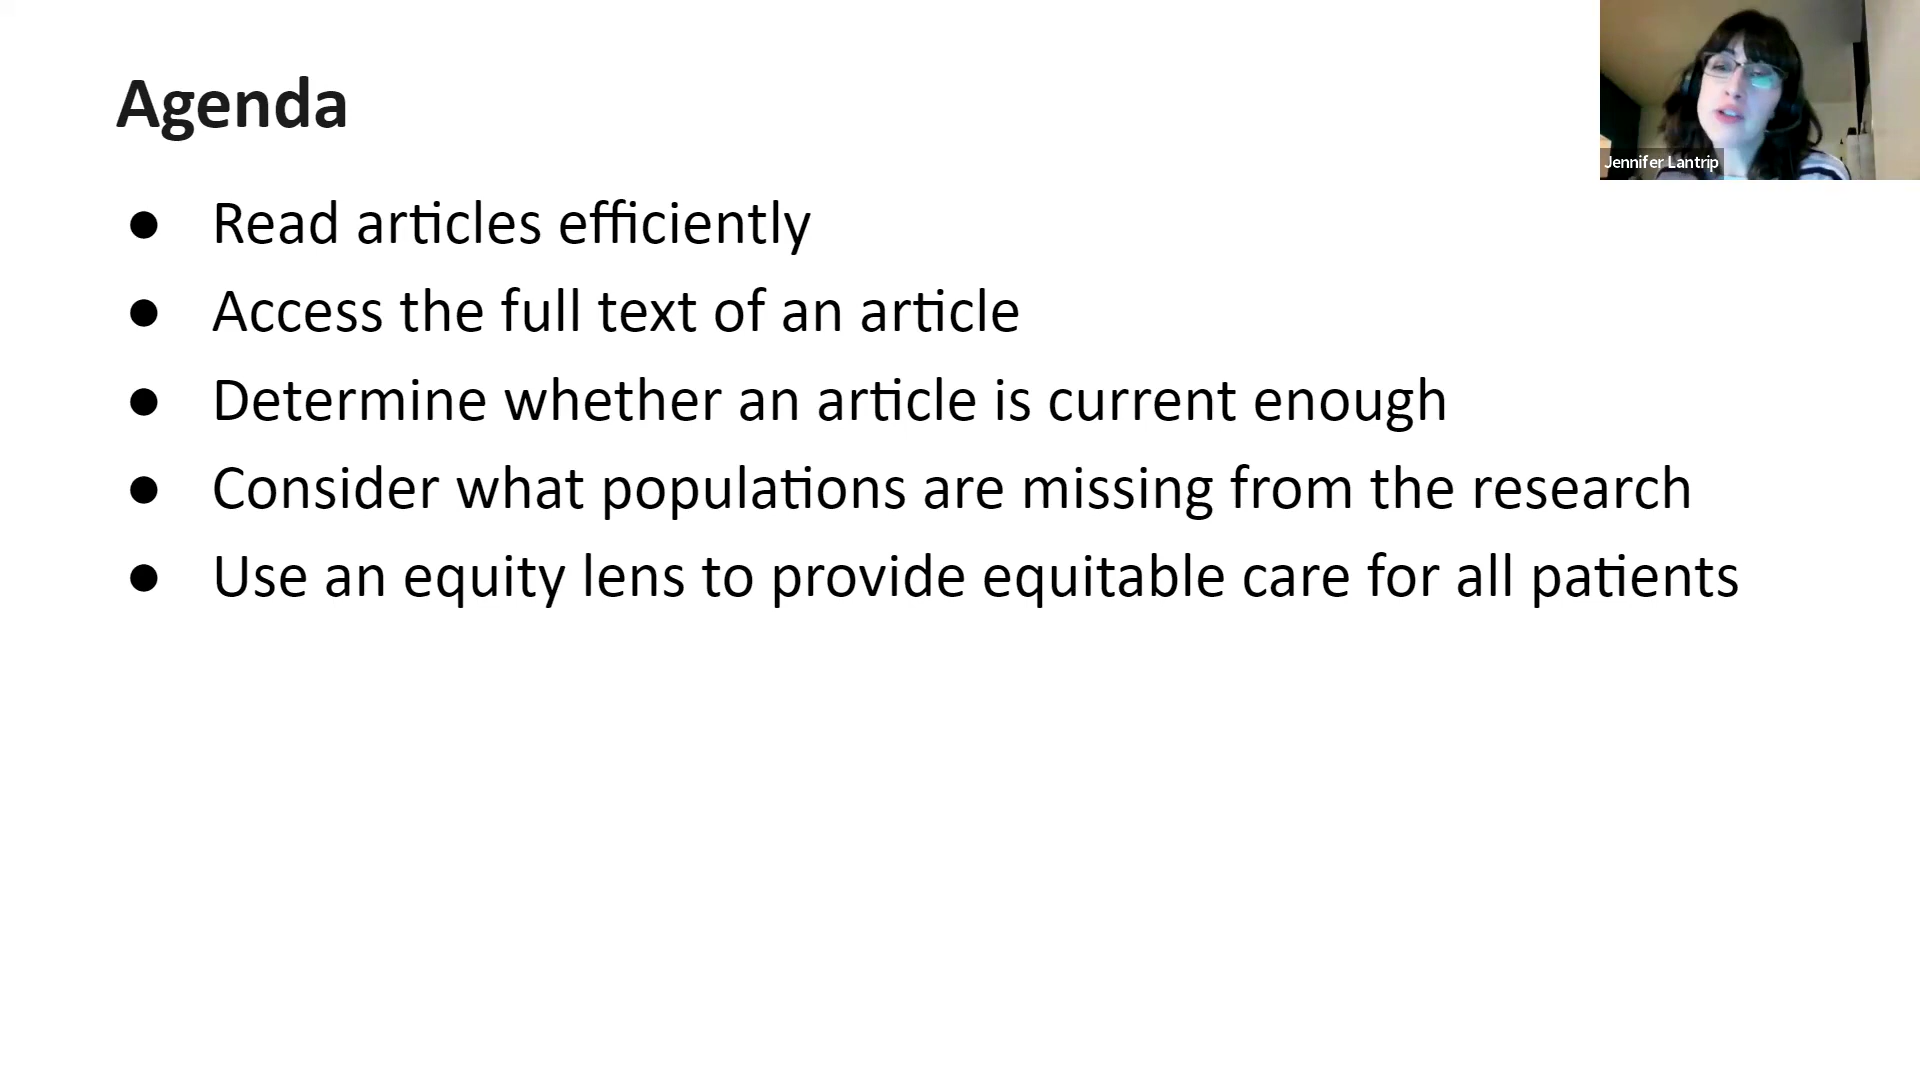 Agenda
Jennifer Lantrip
● Read articles efficiently
● Access the full text of an article
● Determine whether an article is current enough
● Consider what populations are missing from the research
● Use an equity lens to provide equitable care for all patients